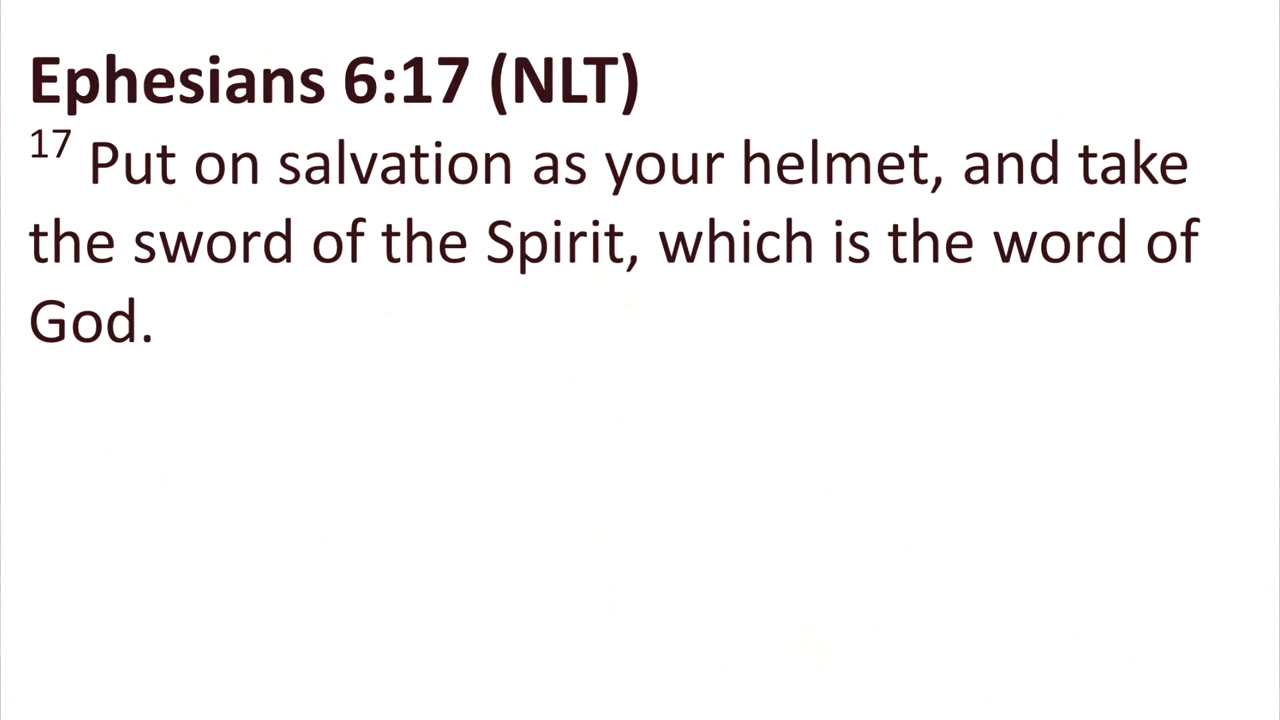 Ephesians 6:17 (NLT)
17 Put on salvation as your helmet, and take
the sword of the Spirit, which is the word of
God.